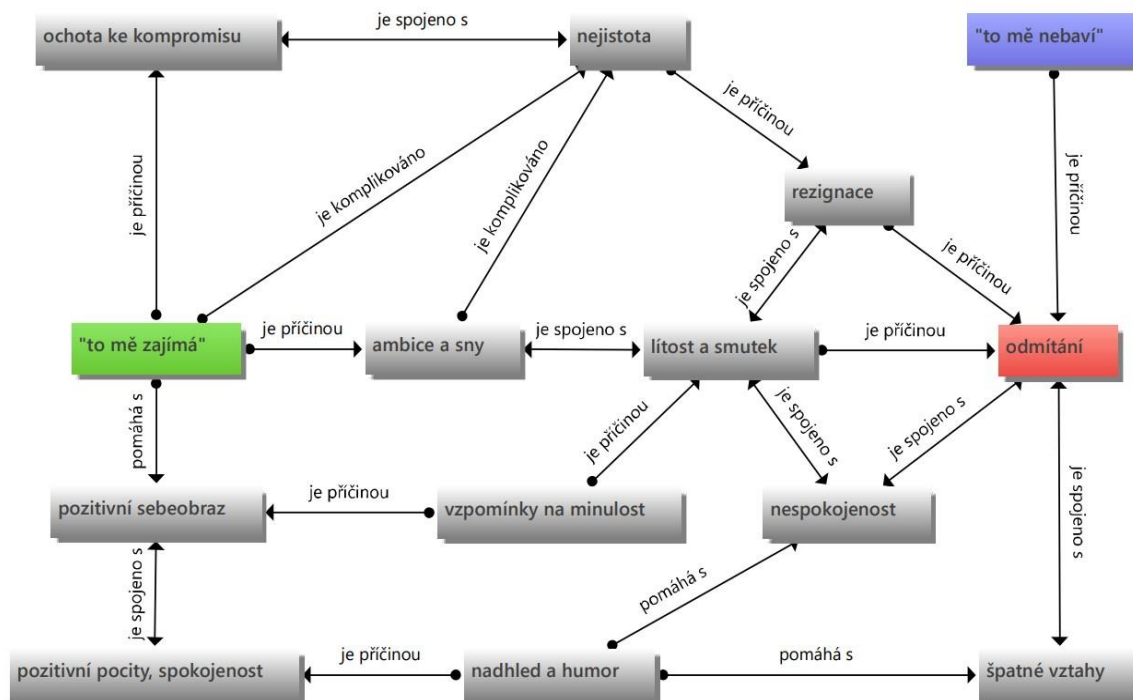 je spojeno s
ochota ke kompromisu
nejistota
"to mě nebaví"
je příčinou
je komplikováno
je komplikováno
je příčinou
je příčinou
rezignace
je spojeno s
je příčinou
"to mě zajímá"
je příčinou
ambice a sny
je spojeno s
lítost a smutek
je příčinou
odmítání
pomáhá s
je příčinou
je spojeno s
je spojeno s
je spojeno s
pozitivní sebeobraz
je příčinou
vzpomínky na minulost
nespokojenost
je spojeno s
pomáhá s
pozitivní pocity, spokojenost
je příčinou
nadhled a humor
pomáhá s
špatné vztahy